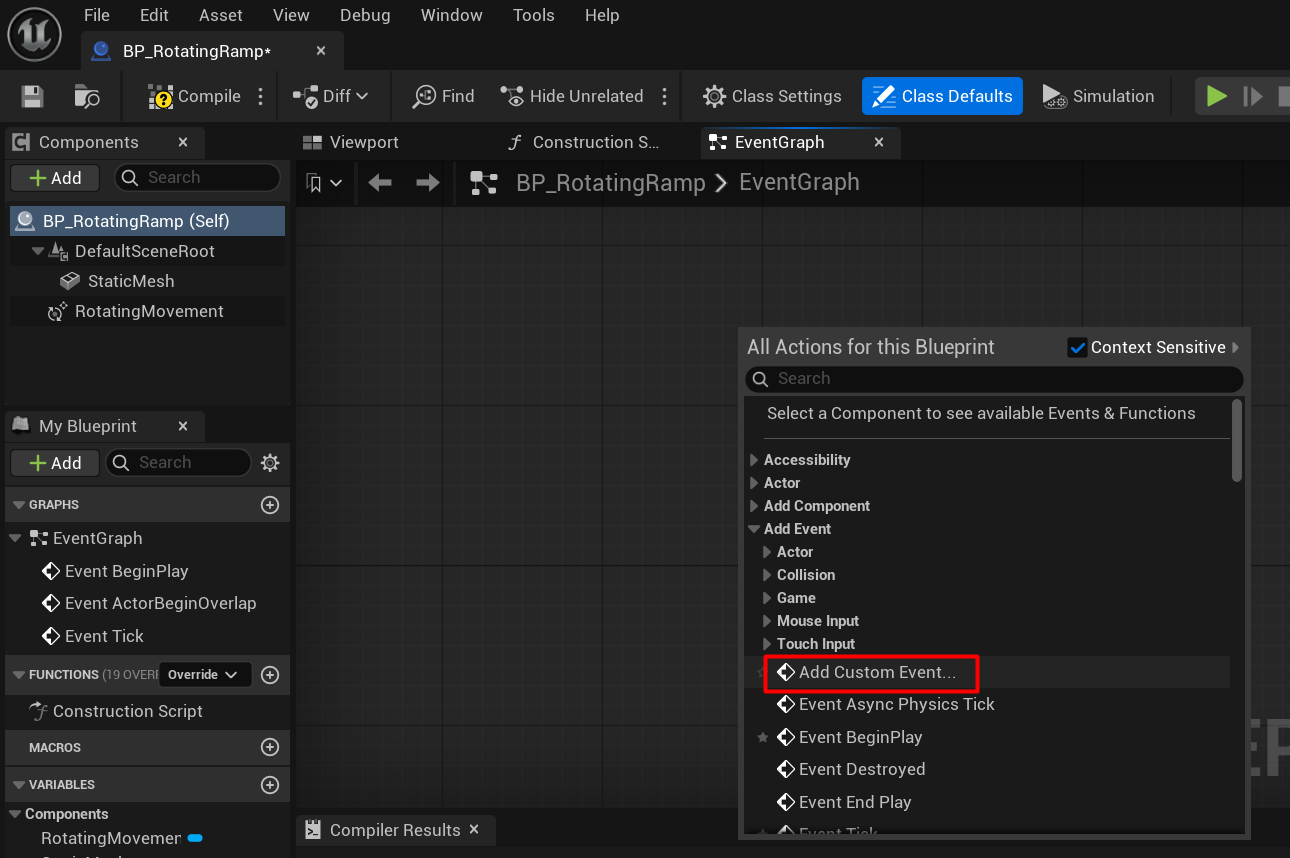 File Edit Asset View Debug Window Tools Help
BP_RotatingRamp*
Compile Diff Find Hide Unrelated Class Settings Class Defaults Simulation
Components
Add Search
BP_RotatingRamp (Self)
DefaultSceneRoot
StaticMesh
RotatingMovement
My Blueprint
Add Search
GRAPHS
EventGraph
Event BeginPlay
Event ActorBeginOverlap
Event Tick
FUNCTIONS (19 OVERR Override
Construction Script
MACROS
VARIABLES
Components
RotatingMovemen
Viewport Construction S... EventGraph
BP_RotatingRamp > EventGraph
All Actions for this Blueprint Context Sensitive
Search
Select a Component to see available Events & Functions
Accessibility
Actor
Add Component
Add Event
Actor
Collision
Game
Mouse Input
Touch Input
Add Custom Event...
Event Async Physics Tick
Event BeginPlay
Event Destroyed
Event End Play
Event Tick
Compiler Results